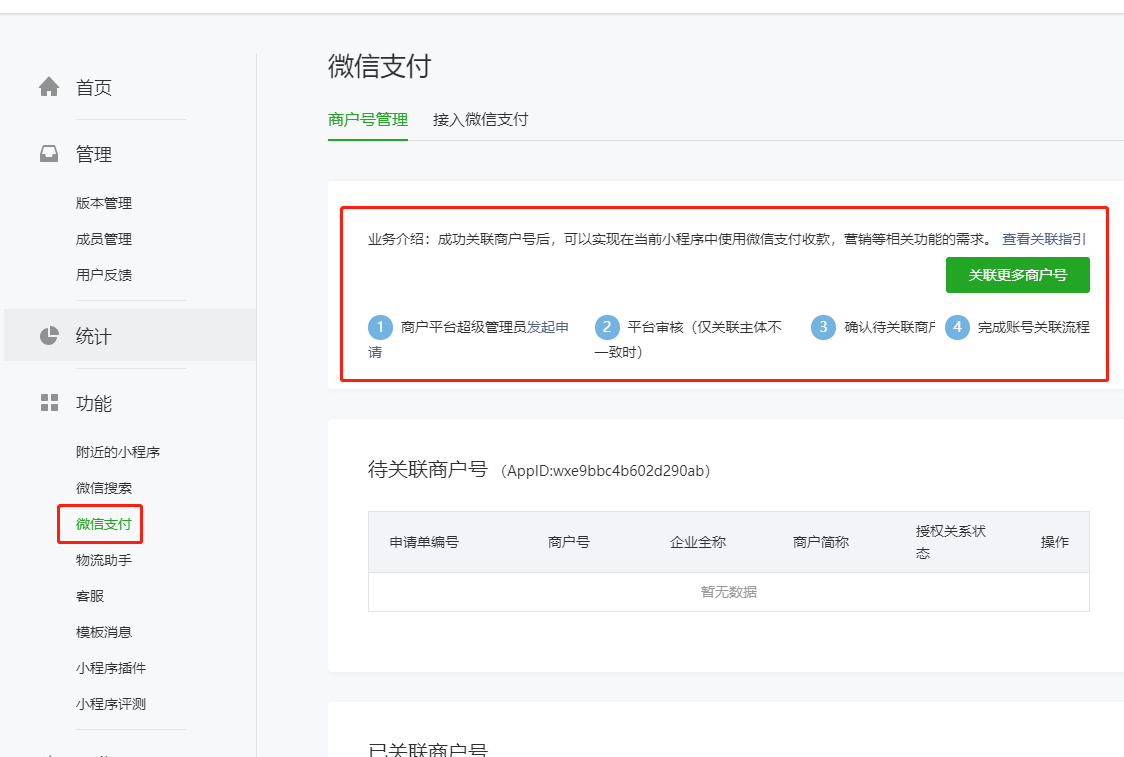 首页
管理
版本管理
成员管理
用户反馈
统计
功能
附近的小程序
微信搜索
微信支付
物流助手
客服
模板消息
小程序插件
小程序评测
微信支付
商户号管理 接入微信支付
业务介绍：成功关联商户号后，可以实现在当前小程序中使用微信支付收款，营销等相关功能的需求。 查看关联指引
关联更多商户号
1 商户平台超级管理员发起申
请
2 平台审核（仅关联主体不
一致时）
3 确认待关联商户
4 完成账号关联流程
待关联商户号 （AppID:wxe9bbc4b602d290ab）
申请单编号 商户号 企业全称 商户简称 授权关系状
态 操作
暂无数据
已关联商户号